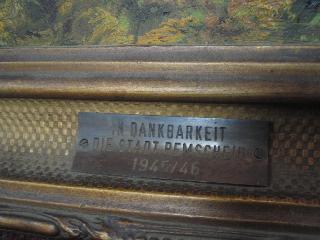 IN DANKBARKEIT
DIE STADT REMSCHEID
1945/46